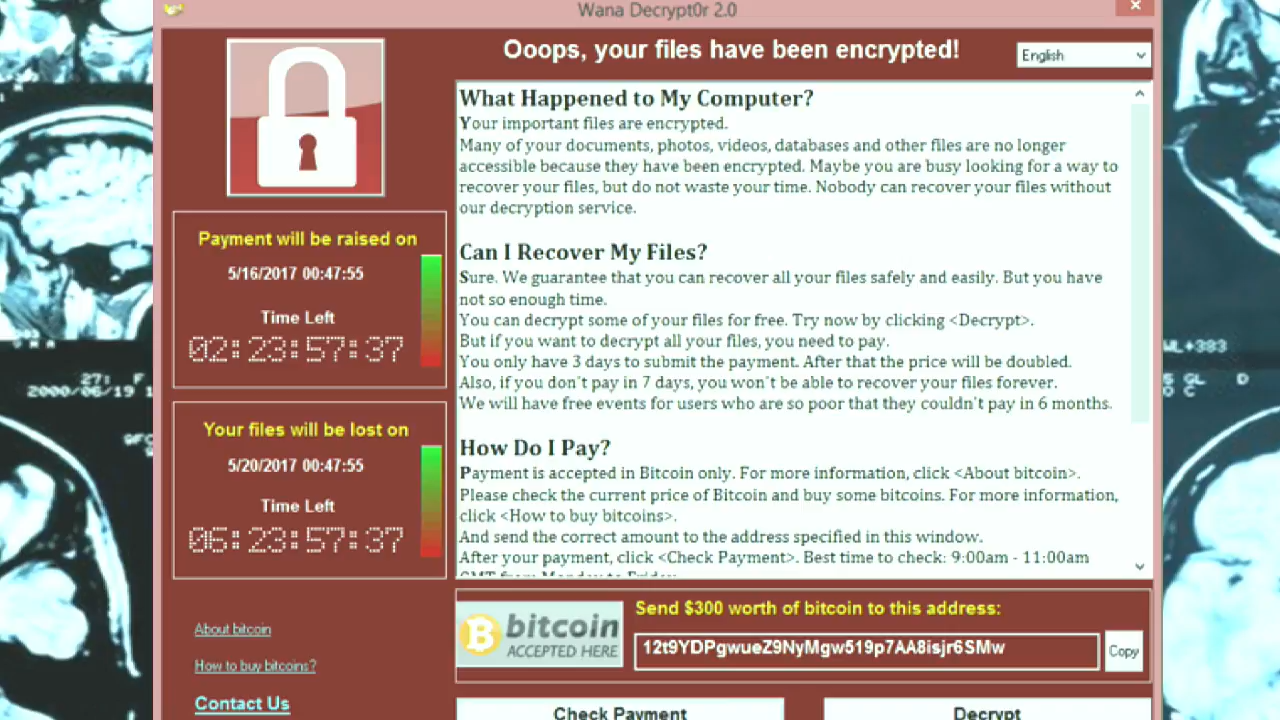 Wana Decrypt0r 2.0
Ooops, your files have been encrypted!
English
What Happened to My Computer?
Your important files are encrypted.
Many of your documents, photos, videos, databases and other files are no longer
accessible because they have been encrypted. Maybe you are busy looking for a way to
recover your files, but do not waste your time. Nobody can recover your files without
our decryption service.
Can I Recover My Files?
Sure. We guarantee that you can recover all your files safely and easily. But you have
not so enough time.
You can decrypt some of your files for free. Try now by clicking <Decrypt>.
But if you want to decrypt all your files, you need to pay.
You only have 3 days to submit the payment. After that the price will be doubled.
Also, if you don't pay in 7 days, you won't be able to recover your files forever.
We will have free events for users who are so poor that they couldn't pay in 6 months.
How Do I Pay?
Payment is accepted in Bitcoin only. For more information, click <About bitcoin>.
Please check the current price of Bitcoin and buy some bitcoins. For more information,
click <How to buy bitcoins>.
And send the correct amount to the address specified in this window.
After your payment, click <Check Payment>. Best time to check: 9:00am - 11:00am
GMT from Monday to Friday.
Payment will be raised on
5/16/2017 00:47:55
Time Left
02:23:57:37
Your files will be lost on
5/20/2017 00:47:55
Time Left
06:23:57:37
About bitcoin
How to buy bitcoins?
Contact Us
bitcoin
ACCEPTED HERE
Send $300 worth of bitcoin to this address:
12t9YDPgwueZ9NyMgw519p7AA8isjr6SMw
Copy
Check Payment
Decrypt
27: F
2000/06/19 1
WL+383